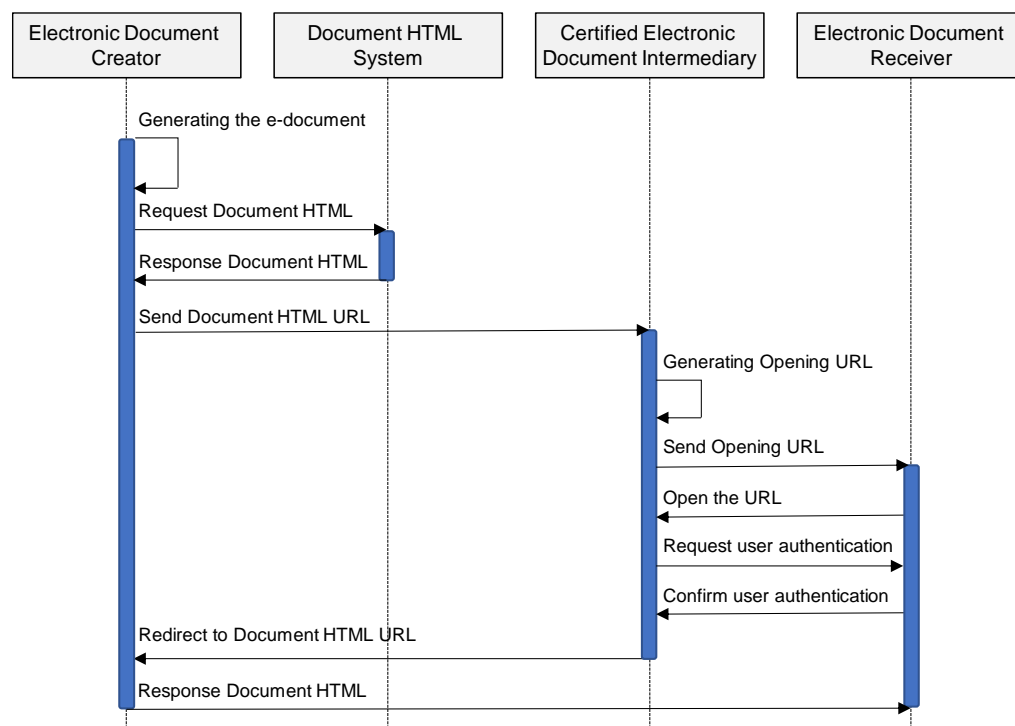 Electronic Document
Creator
Document HTML
System
Certified Electronic
Document Intermediary
Electronic Document
Receiver
Generating the e-document
Request Document HTML
Response Document HTML
Send Document HTML URL
Generating Opening URL
Send Opening URL
Open the URL
Request user authentication
Confirm user authentication
Redirect to Document HTML URL
Response Document HTML